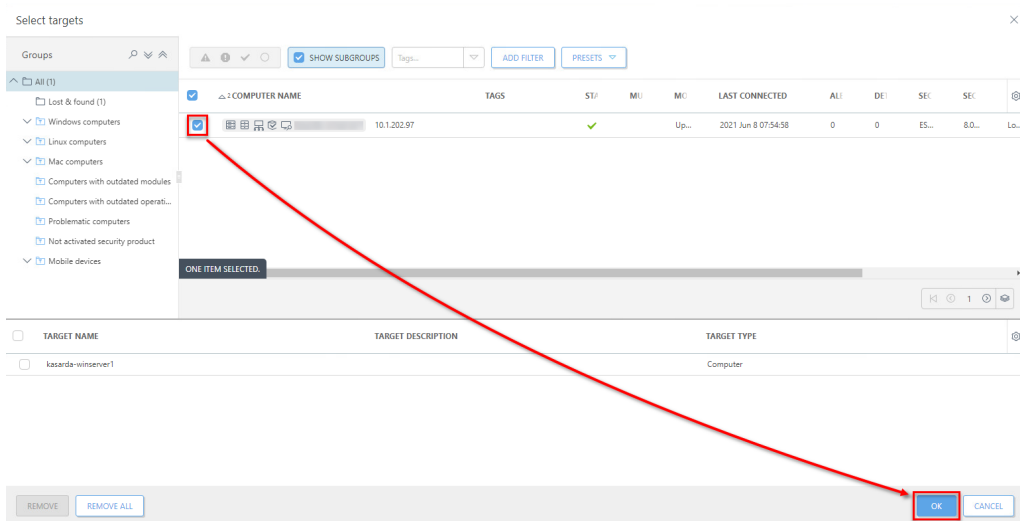 Select targets
Groups
SHOW SUBGROUPS Tags... ADD FILTER PRESETS
All (1)
COMPUTER NAME TAGS STA MU MO LAST CONNECTED ALE DET SEC SEC
Lost & found (1)
Windows computers
10.1.202.97 Up... 2021 Jun 8 07:54:58 0 0 ES... 8.0... Lo...
Linux computers
Mac computers
Computers with outdated modules
Computers with outdated operati...
Problematic computers
Not activated security product
Mobile devices
ONE ITEM SELECTED.
1
TARGET NAME TARGET DESCRIPTION TARGET TYPE
kasarda-winserver1 Computer
REMOVE REMOVE ALL OK CANCEL